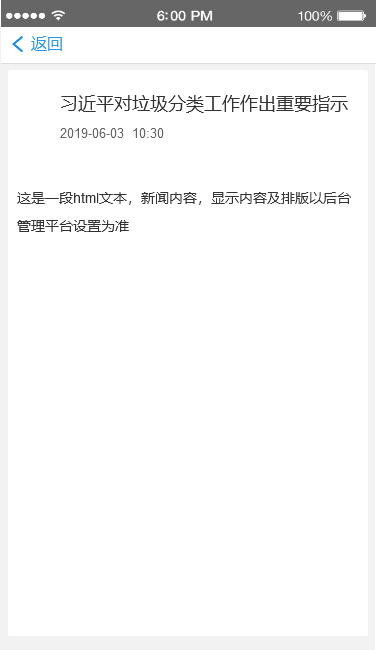 6:00 PM
100%
返回
习近平对垃圾分类工作作出重要指示
2019-06-03 10:30
这是一段html文本，新闻内容，显示内容及排版以后台
管理平台设置为准